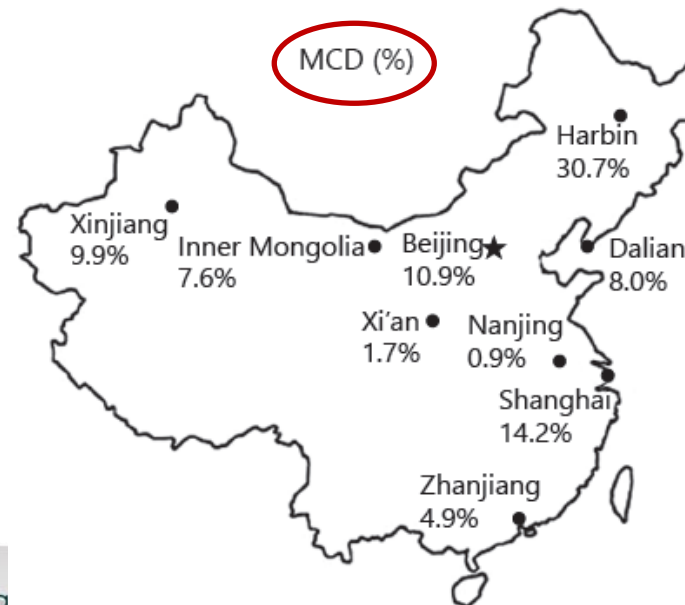 MCD (%)
Harbin
30.7%
Xinjiang
9.9%
Inner Mongolia
7.6%
Beijing
10.9%
Dalian
8.0%
Xi'an
1.7%
Nanjing
0.9%
Shanghai
14.2%
Zhanjiang
4.9%